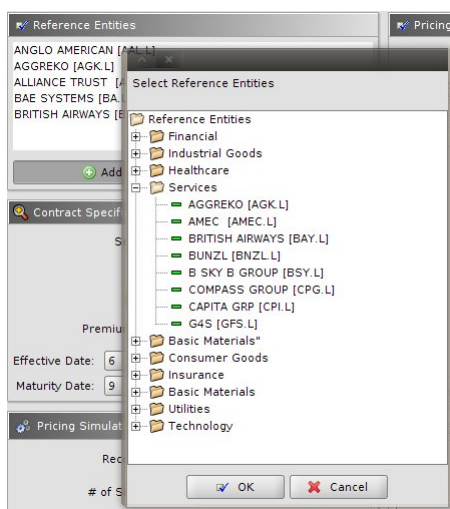 Reference Entities
Pricing
ANGLO AMERICAN [AAL.L]
AGGREKO [AGK.L]
ALLIANCE TRUST [A
BAE SYSTEMS [BA.
BRITISH AIRWAYS [B
Add
Contract Specif
S
Premiu
Effective Date: 6
Maturity Date: 9
Pricing Simulat
Rec
# of S
Select Reference Entities
Reference Entities
Financial
Industrial Goods
Healthcare
Services
AGGREKO [AGK.L]
AMEC [AMEC.L]
BRITISH AIRWAYS [BAY.L]
BUNZL [BNZL.L]
B SKY B GROUP [BSY.L]
COMPASS GROUP [CPG.L]
CAPITA GRP [CPI.L]
G4S [GFS.L]
Basic Materials"
Consumer Goods
Insurance
Basic Materials
Utilities
Technology
OK
Cancel